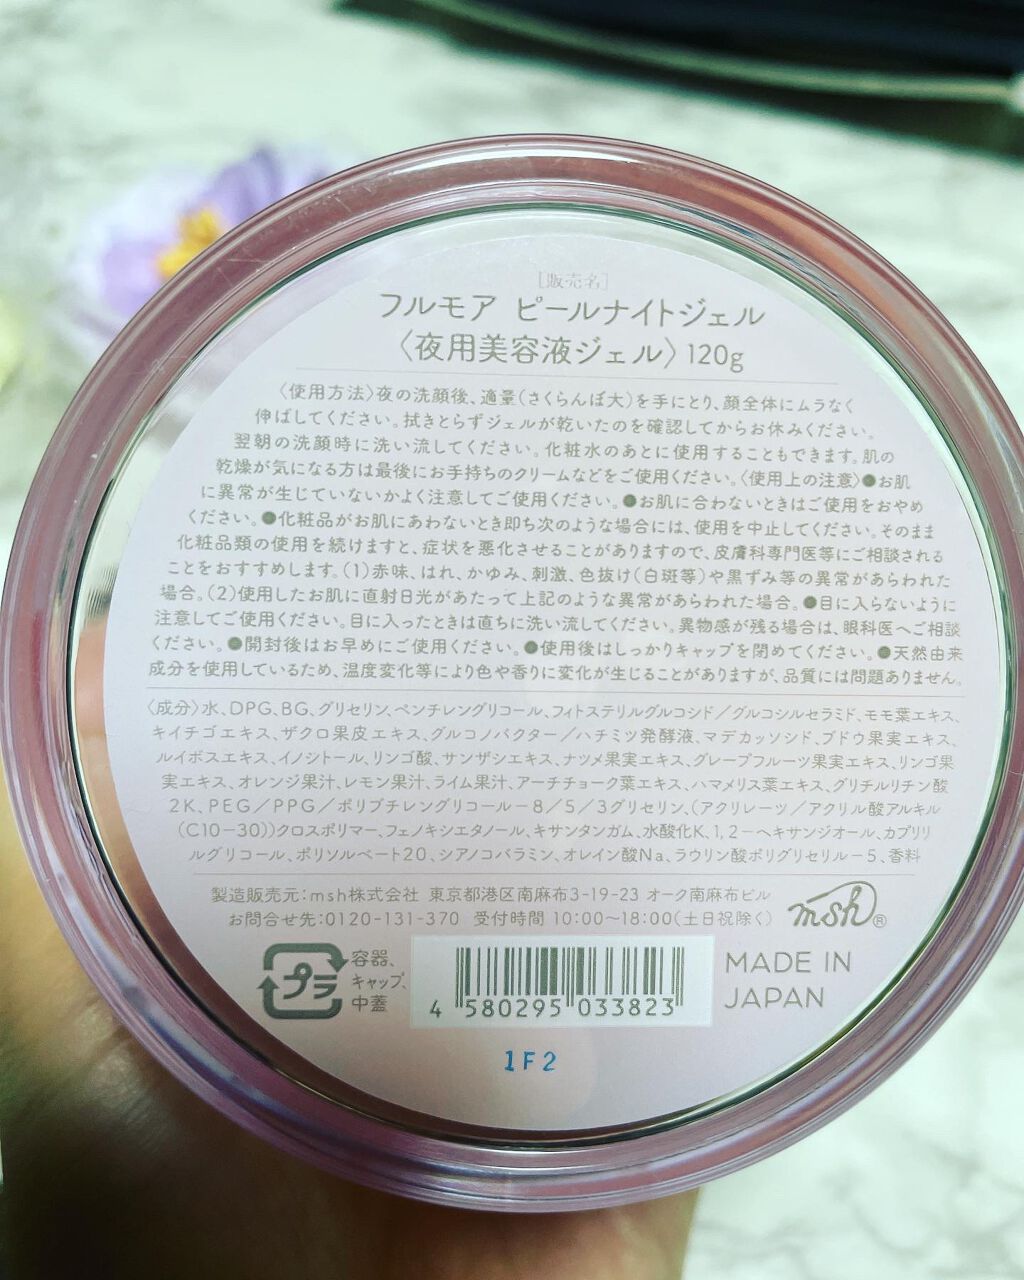 [販売名]
フルモア ピールナイトジェル
〈夜用美容液ジェル〉120g
〈使用方法〉夜の洗顔後、適量(さくらんぼ大)を手にとり、顔全体にムラなく
伸ばしてください。拭きとらずジェルが乾いたのを確認してからお休みください。
翌朝の洗顔時に洗い流してください。化粧水のあとに使用することもできます。肌の
乾燥が気になる方は最後にお手持ちのクリームなどをご使用ください。〈使用上の注意〉●お肌
に異常が生じていないかよく注意してご使用ください。●お肌に合わないときはご使用をおやめ
ください。●化粧品がお肌にあわないとき即ち次のような場合には、使用を中止してください。そのまま
化粧品類の使用を続けますと、症状を悪化させることがありますので、皮膚科専門医等にご相談される
ことをおすすめします。(1)赤味、はれ、かゆみ、刺激、色抜け(白斑等)や黒ずみ等の異常があらわれた
場合。(2)使用したお肌に直射日光があたって上記のような異常があらわれた場合。●目に入らないように
注意してご使用ください。目に入ったときは直ちに洗い流してください。異物感が残る場合は、眼科医へご相談
ください。●開封後はお早めにご使用ください。●使用後はしっかりキャップを閉めてください。●天然由来
成分を使用しているため、温度変化等により色や香りに変化が生じることがありますが、品質には問題ありません。
〈成分〉水、DPG、BG、グリセリン、ペンチレングリコール、フィトステリルグルコシド/グルコシルセラミド、モモ葉エキス、
キイチゴエキス、ザクロ果皮エキス、グルコノバクター/ハチミツ発酵液、マデカッソシド、ブドウ果実エキス、
ルイボスエキス、イノシトール、リンゴ酸、サンザシエキス、ナツメ果実エキス、グレープフルーツ果実エキス、リンゴ果
実エキス、オレンジ果汁、レモン果汁、ライム果汁、アーチチョーク葉エキス、ハマメリス葉エキス、グリチルリチン酸
2K、PEG/PPG/ポリブチレングリコール-8/5/3グリセリン、(アクリレーツ/アクリル酸アルキル
(C10-30))クロスポリマー、フェノキシエタノール、キサンタンガム、水酸化K、1,2-ヘキサンジオール、カプリリ
ルグリコール、ポリソルベート20、シアノコバラミン、オレイン酸Na、ラウリン酸ポリグリセリル-5、香料
製造販売元:msh株式会社 東京都港区南麻布3-19-23 オーク南麻布ビル
お問合せ先:0120-131-370 受付時間 10:00〜18:00(土日祝除く)
msh®
プラ
容器、
キャップ、
中蓋
4 580295 033823
MADE IN
JAPAN
1F2